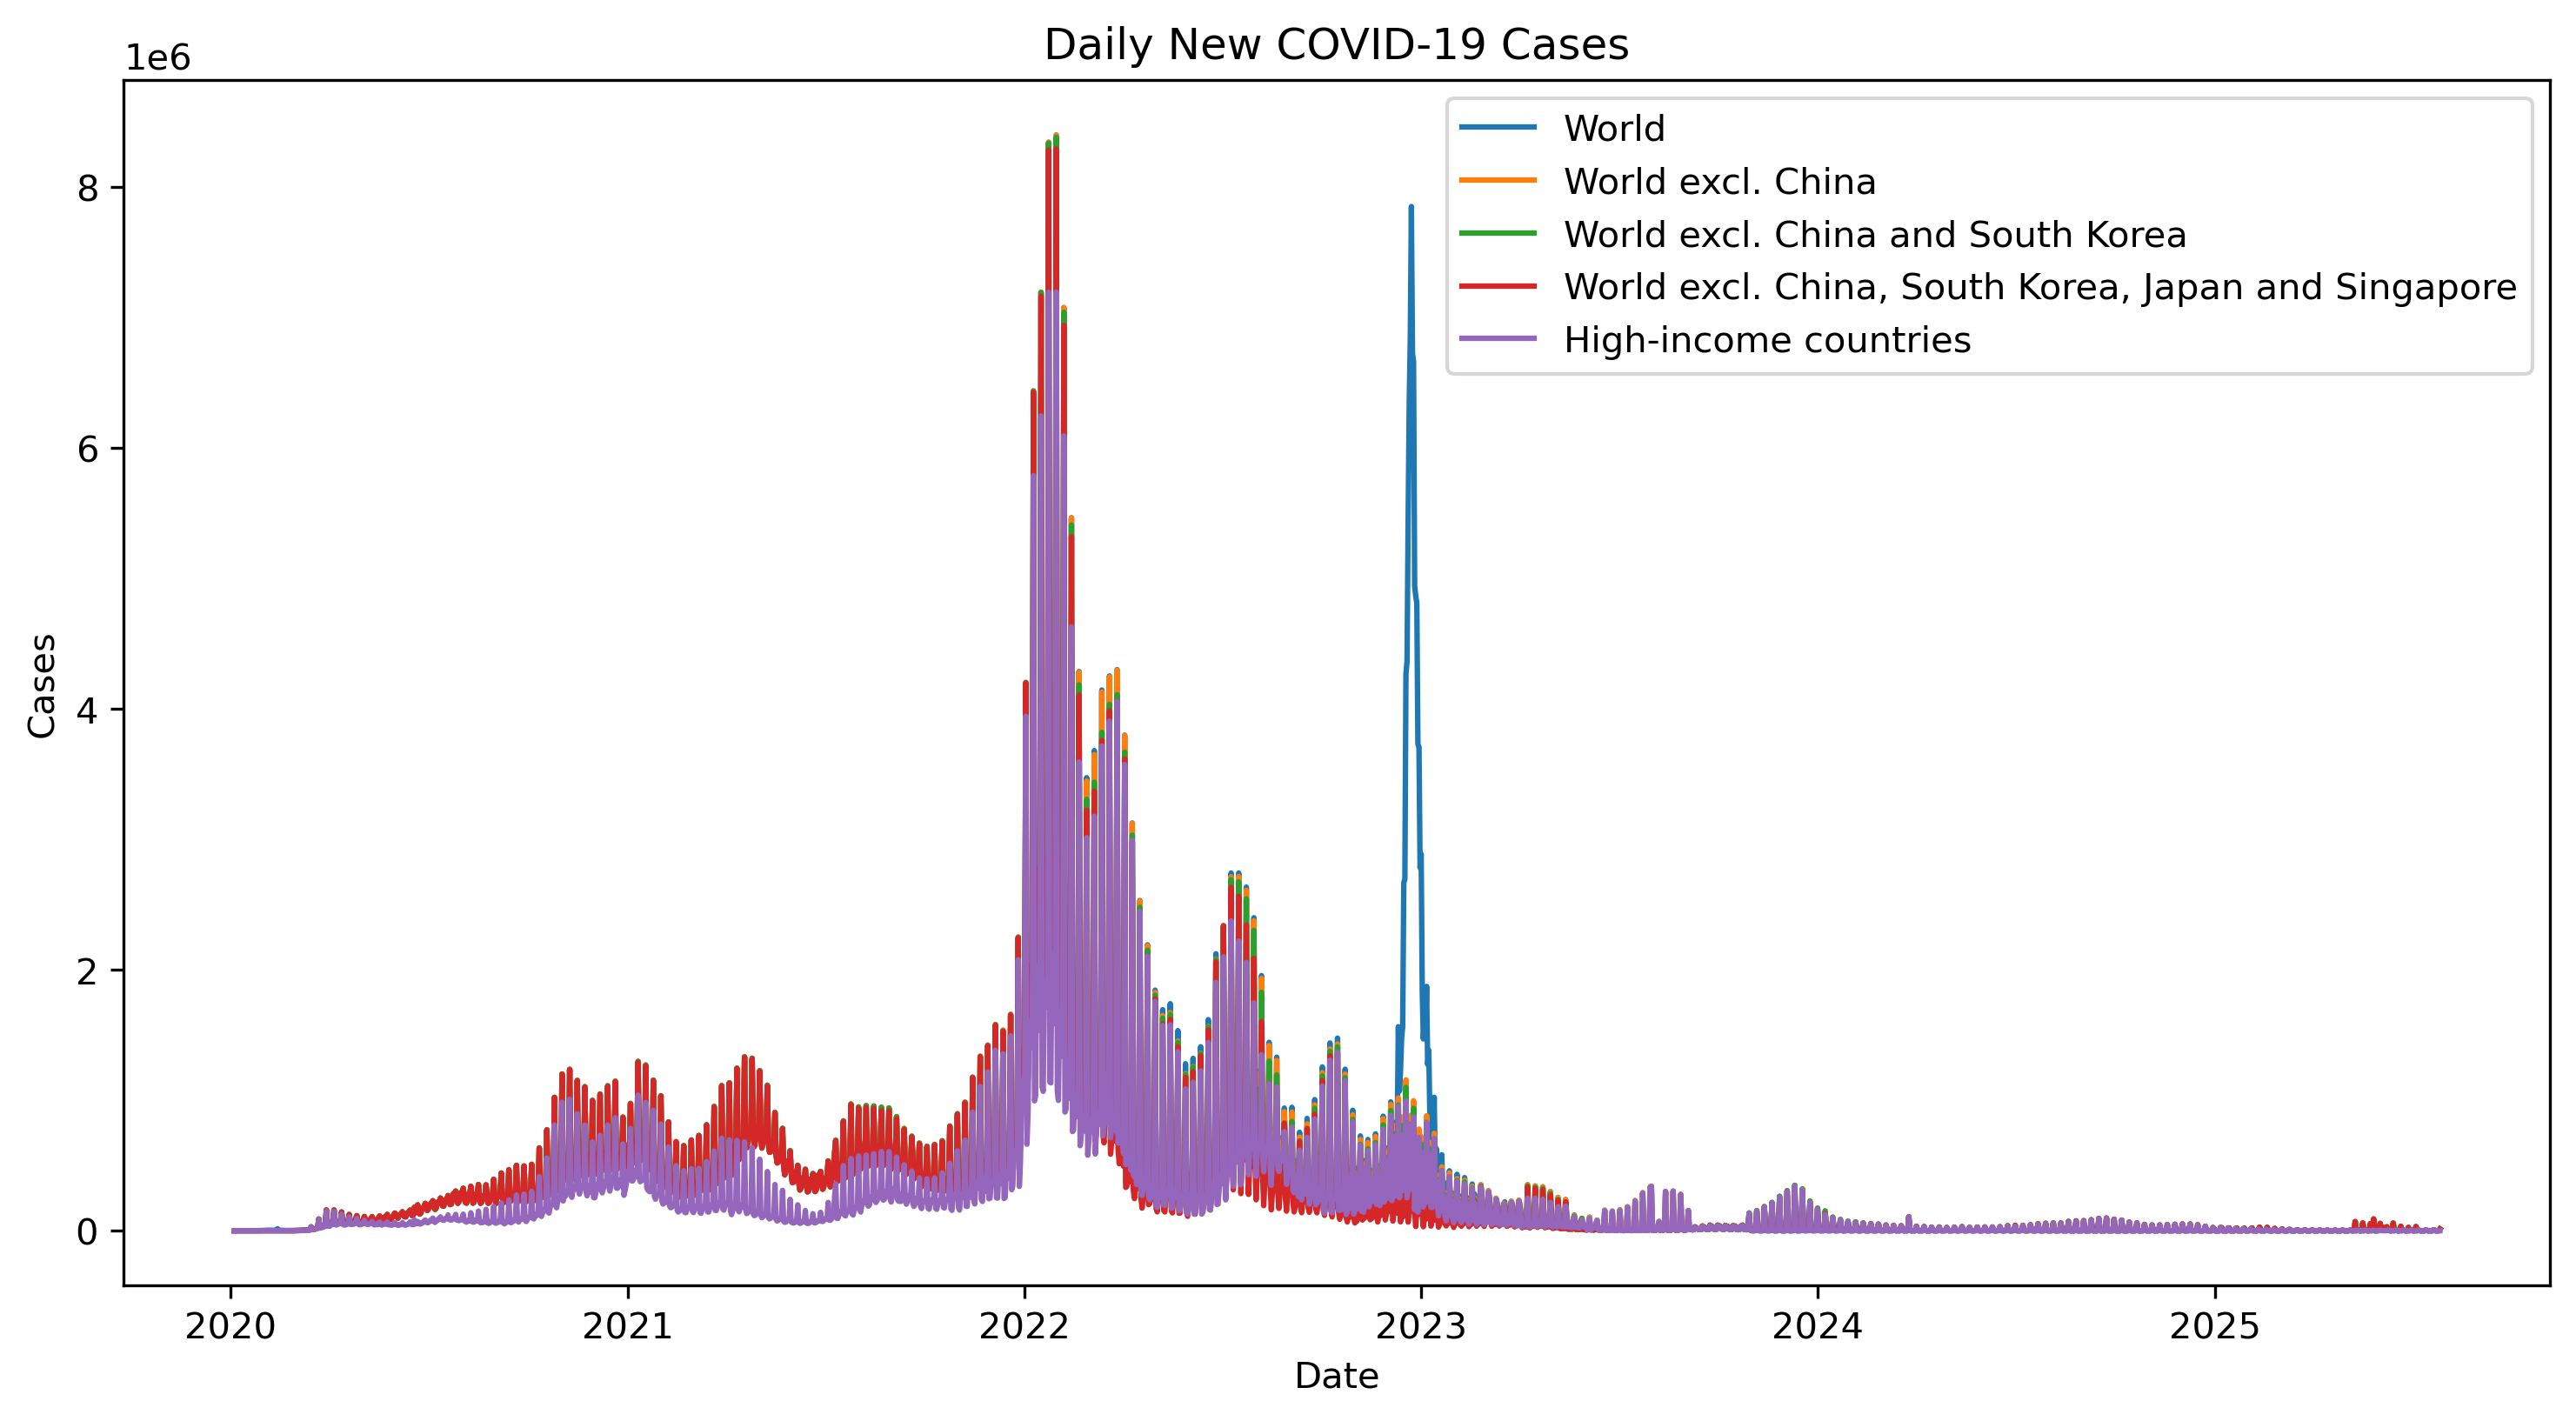 Daily New COVID-19 Cases
1e6
World
World excl. China
World excl. China and South Korea
World excl. China, South Korea, Japan and Singapore
High-income countries
8
6
4
2
0
Cases
2020 2021 2022 2023 2024 2025
Date